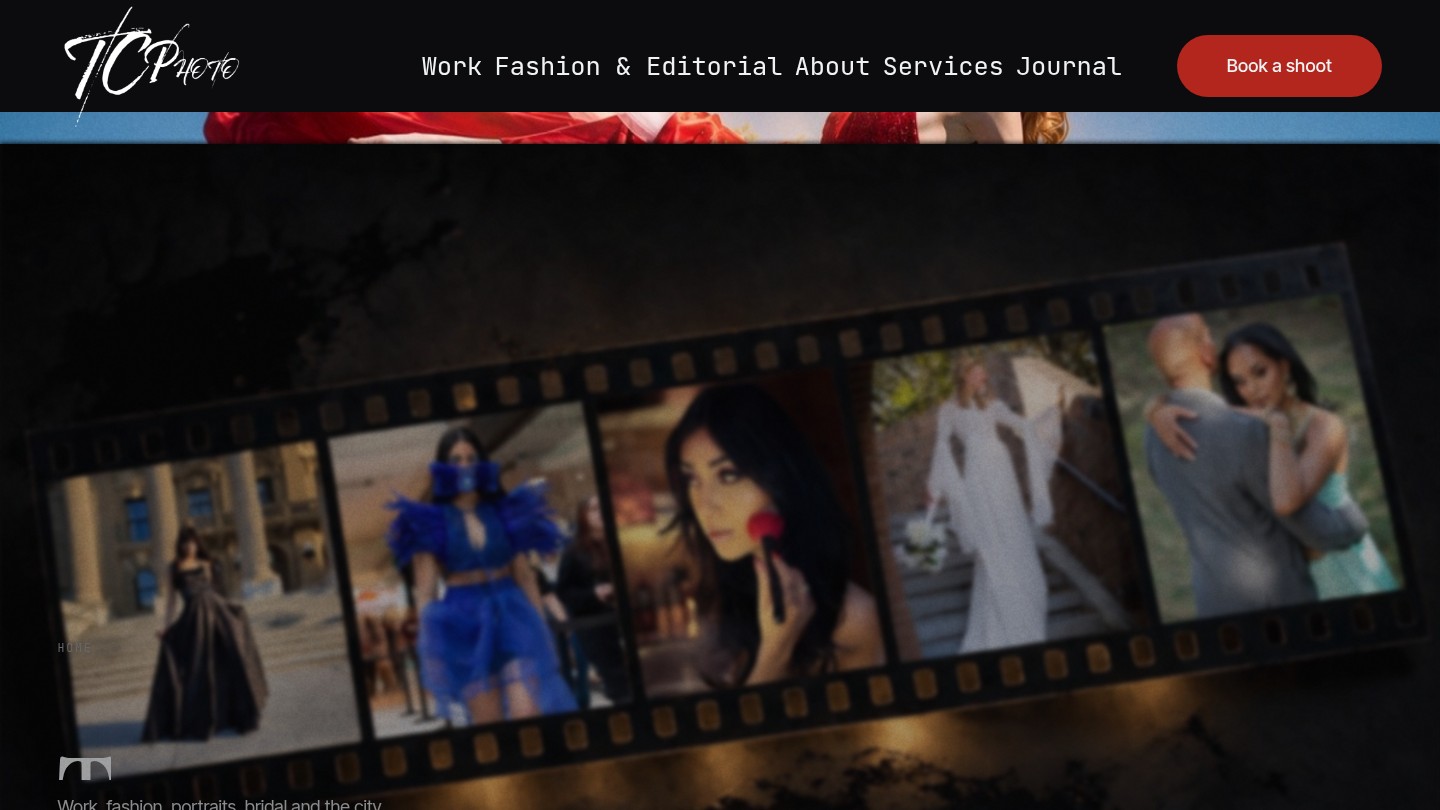 TCPHOTO
Work Fashion & Editorial About Services Journal
Book a shoot
HOME
T
Work, fashion, portraits, bridal and the city